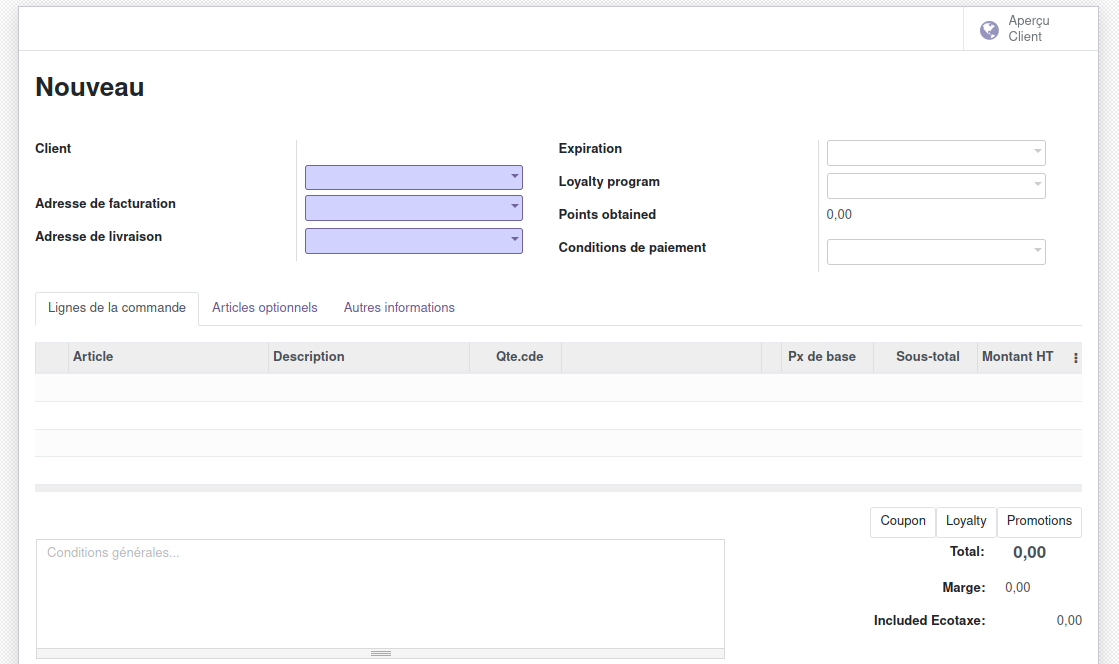 Aperçu
Client
Nouveau
Client
Adresse de facturation
Adresse de livraison
Expiration
Loyalty program
Points obtained 0,00
Conditions de paiement
Lignes de la commande Articles optionnels Autres informations
Article Description Qte.cde Px de base Sous-total Montant HT
Coupon Loyalty Promotions
Conditions générales...
Total: 0,00
Marge: 0,00
Included Ecotaxe: 0,00